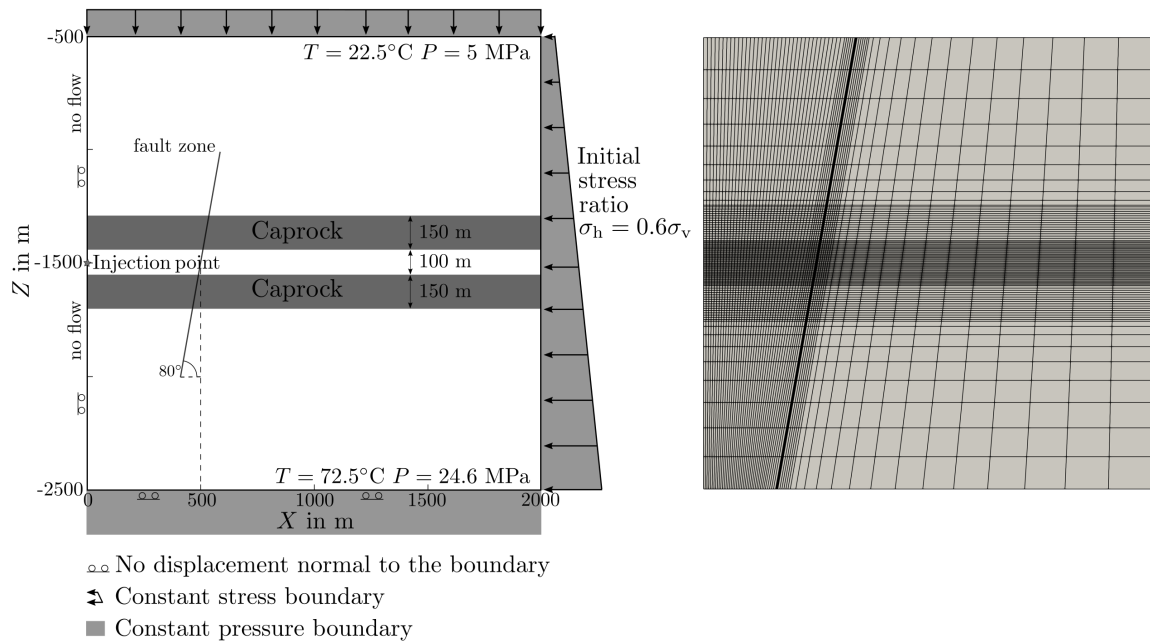 -500
T = 22.5°C P = 5 MPa
no flow
fault zone
Initial
stress
ratio
σh = 0.6σv
Caprock
150 m
Z in m
-1500
Injection point
100 m
Caprock
150 m
no flow
80°
T = 72.5°C P = 24.6 MPa
-2500
0
500
1000
1500
2000
X in m
No displacement normal to the boundary
Constant stress boundary
Constant pressure boundary